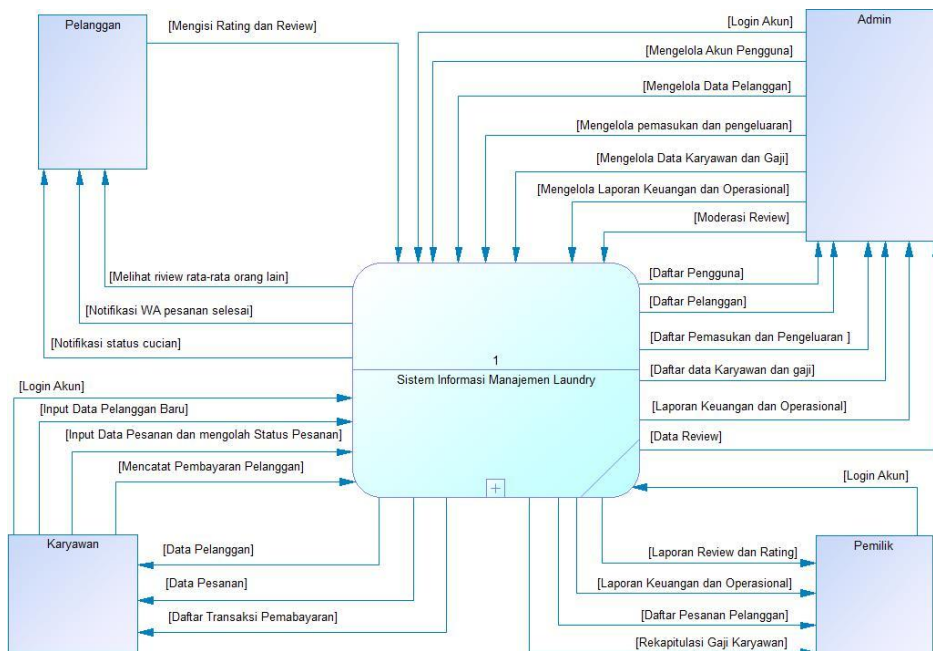 Pelanggan
[Mengisi Rating dan Review]
[Login Akun]
Admin
[Mengelola Akun Pengguna]
[Mengelola Data Pelanggan]
[Mengelola pemasukan dan pengeluaran]
[Mengelola Data Karyawan dan Gaji]
[Mengelola Laporan Keuangan dan Operasional]
[Moderasi Review]
[Melihat riview rata-rata orang lain]
[Notifikasi WA pesanan selesai]
[Notifikasi status cucian]
[Daftar Pengguna]
[Daftar Pelanggan]
[Daftar Pemasukan dan Pengeluaran ]
[Daftar data Karyawan dan gaji]
[Laporan Keuangan dan Operasional]
[Data Review]
1
Sistem Informasi Manajemen Laundry
[Login Akun]
[Input Data Pelanggan Baru]
[Input Data Pesanan dan mengolah Status Pesanan]
[Mencatat Pembayaran Pelanggan]
[Login Akun]
Karyawan
[Data Pelanggan]
[Data Pesanan]
[Daftar Transaksi Pemabayaran]
Pemilik
[Laporan Review dan Rating]
[Laporan Keuangan dan Operasional]
[Daftar Pesanan Pelanggan]
[Rekapitulasi Gaji Karyawan]